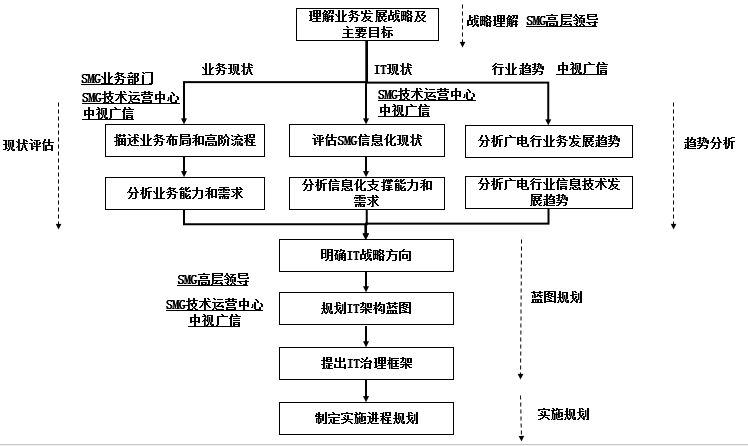 理解业务发展战略及
主要目标
战略理解 SMG高层领导
业务现状
IT现状
行业趋势 中视广信
SMG业务部门
SMG技术运营中心
中视广信
SMG技术运营中心
中视广信
现状评估
描述业务布局和高阶流程
评估SMG信息化现状
分析广电行业务发展趋势
趋势分析
分析业务能力和需求
分析信息化支撑能力和
需求
分析广电行业信息技术发
展趋势
明确IT战略方向
SMG高层领导
SMG技术运营中心
中视广信
规划IT架构蓝图
蓝图规划
提出IT治理框架
制定实施进程规划
实施规划